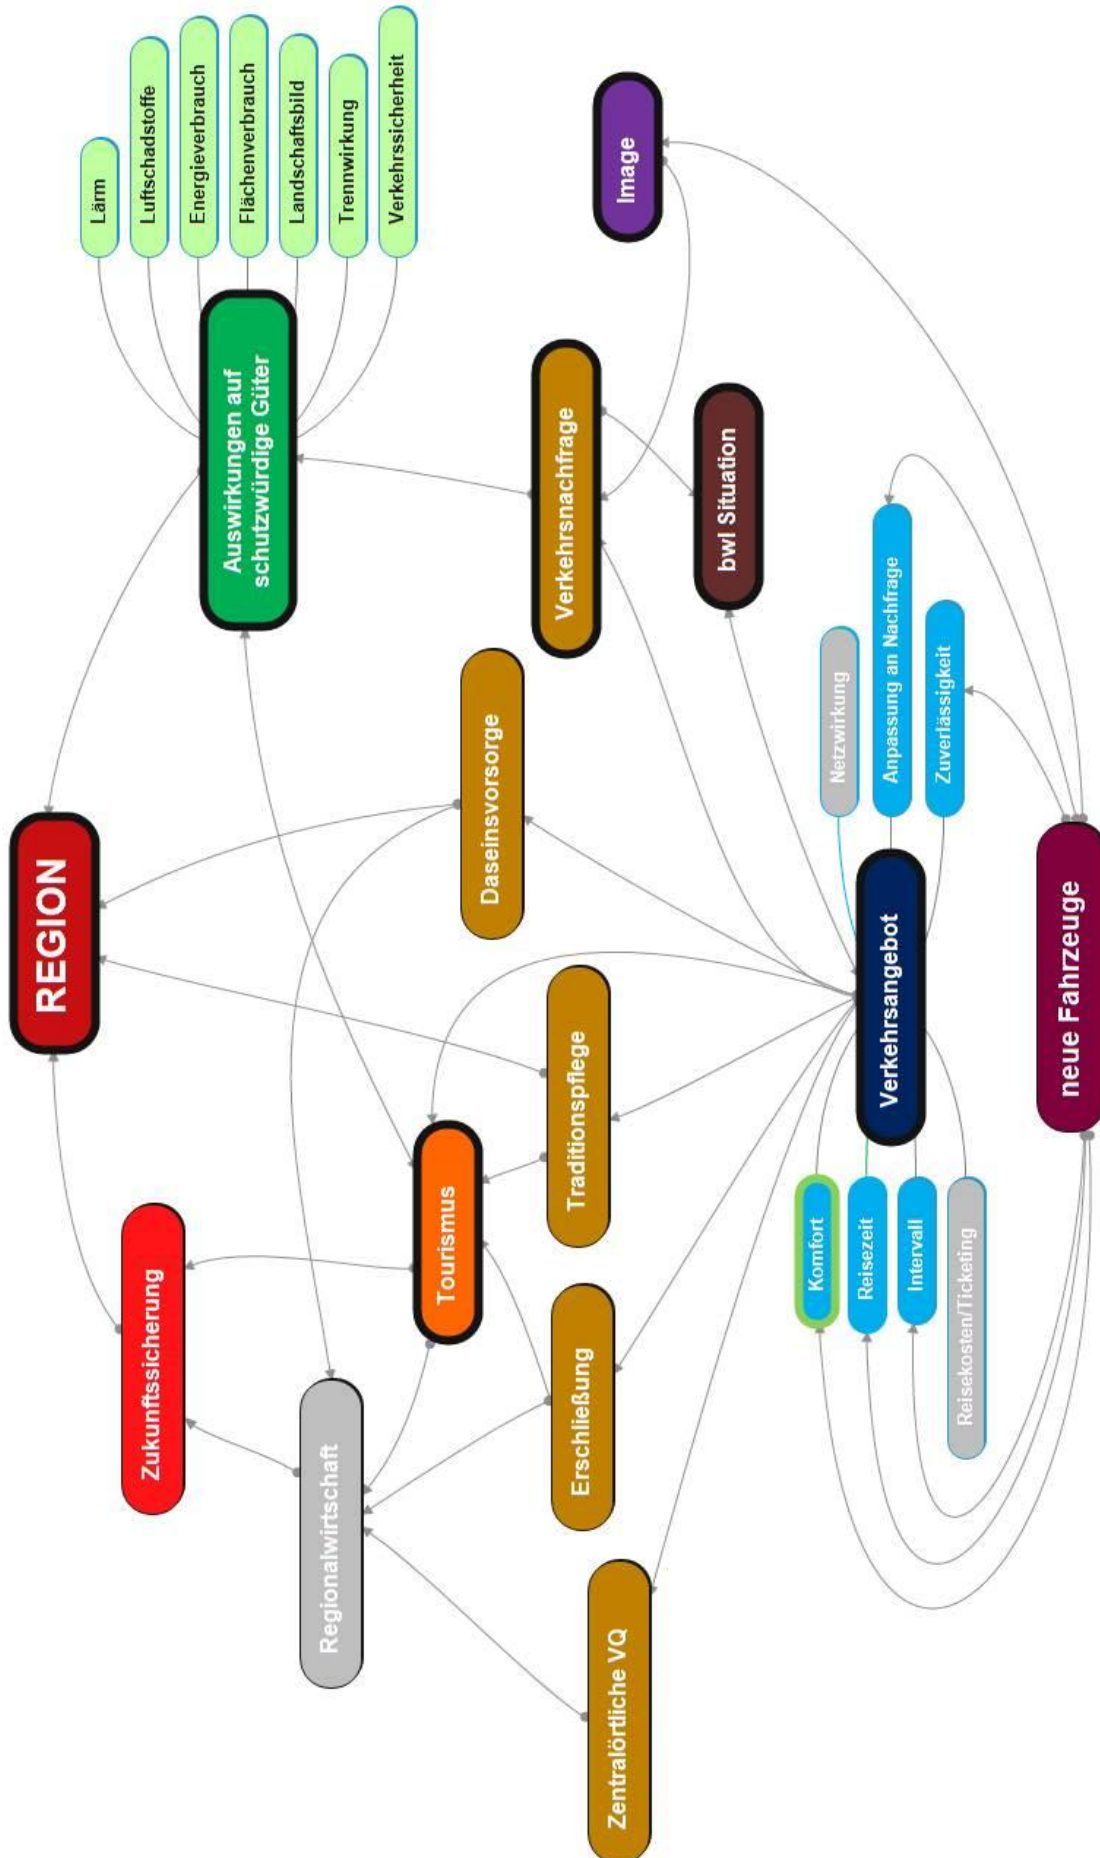 REGION
Zukunftssicherung
Auswirkungen auf
schutzwürdige Güter
Lärm
Luftschadstoffe
Energieverbrauch
Flächenverbrauch
Landschaftsbild
Trennwirkung
Verkehrssicherheit
Regionalwirtschaft
Tourismus
Daseinsvorsorge
Zentralörtliche VQ
Erschließung
Traditionspflege
Verkehrsnachfrage
Image
bwl Situation
Komfort
Reisezeit
Intervall
Reisekosten/Ticketing
Verkehrsangebot
Netzwirkung
Anpassung an Nachfrage
Zuverlässigkeit
neue Fahrzeuge